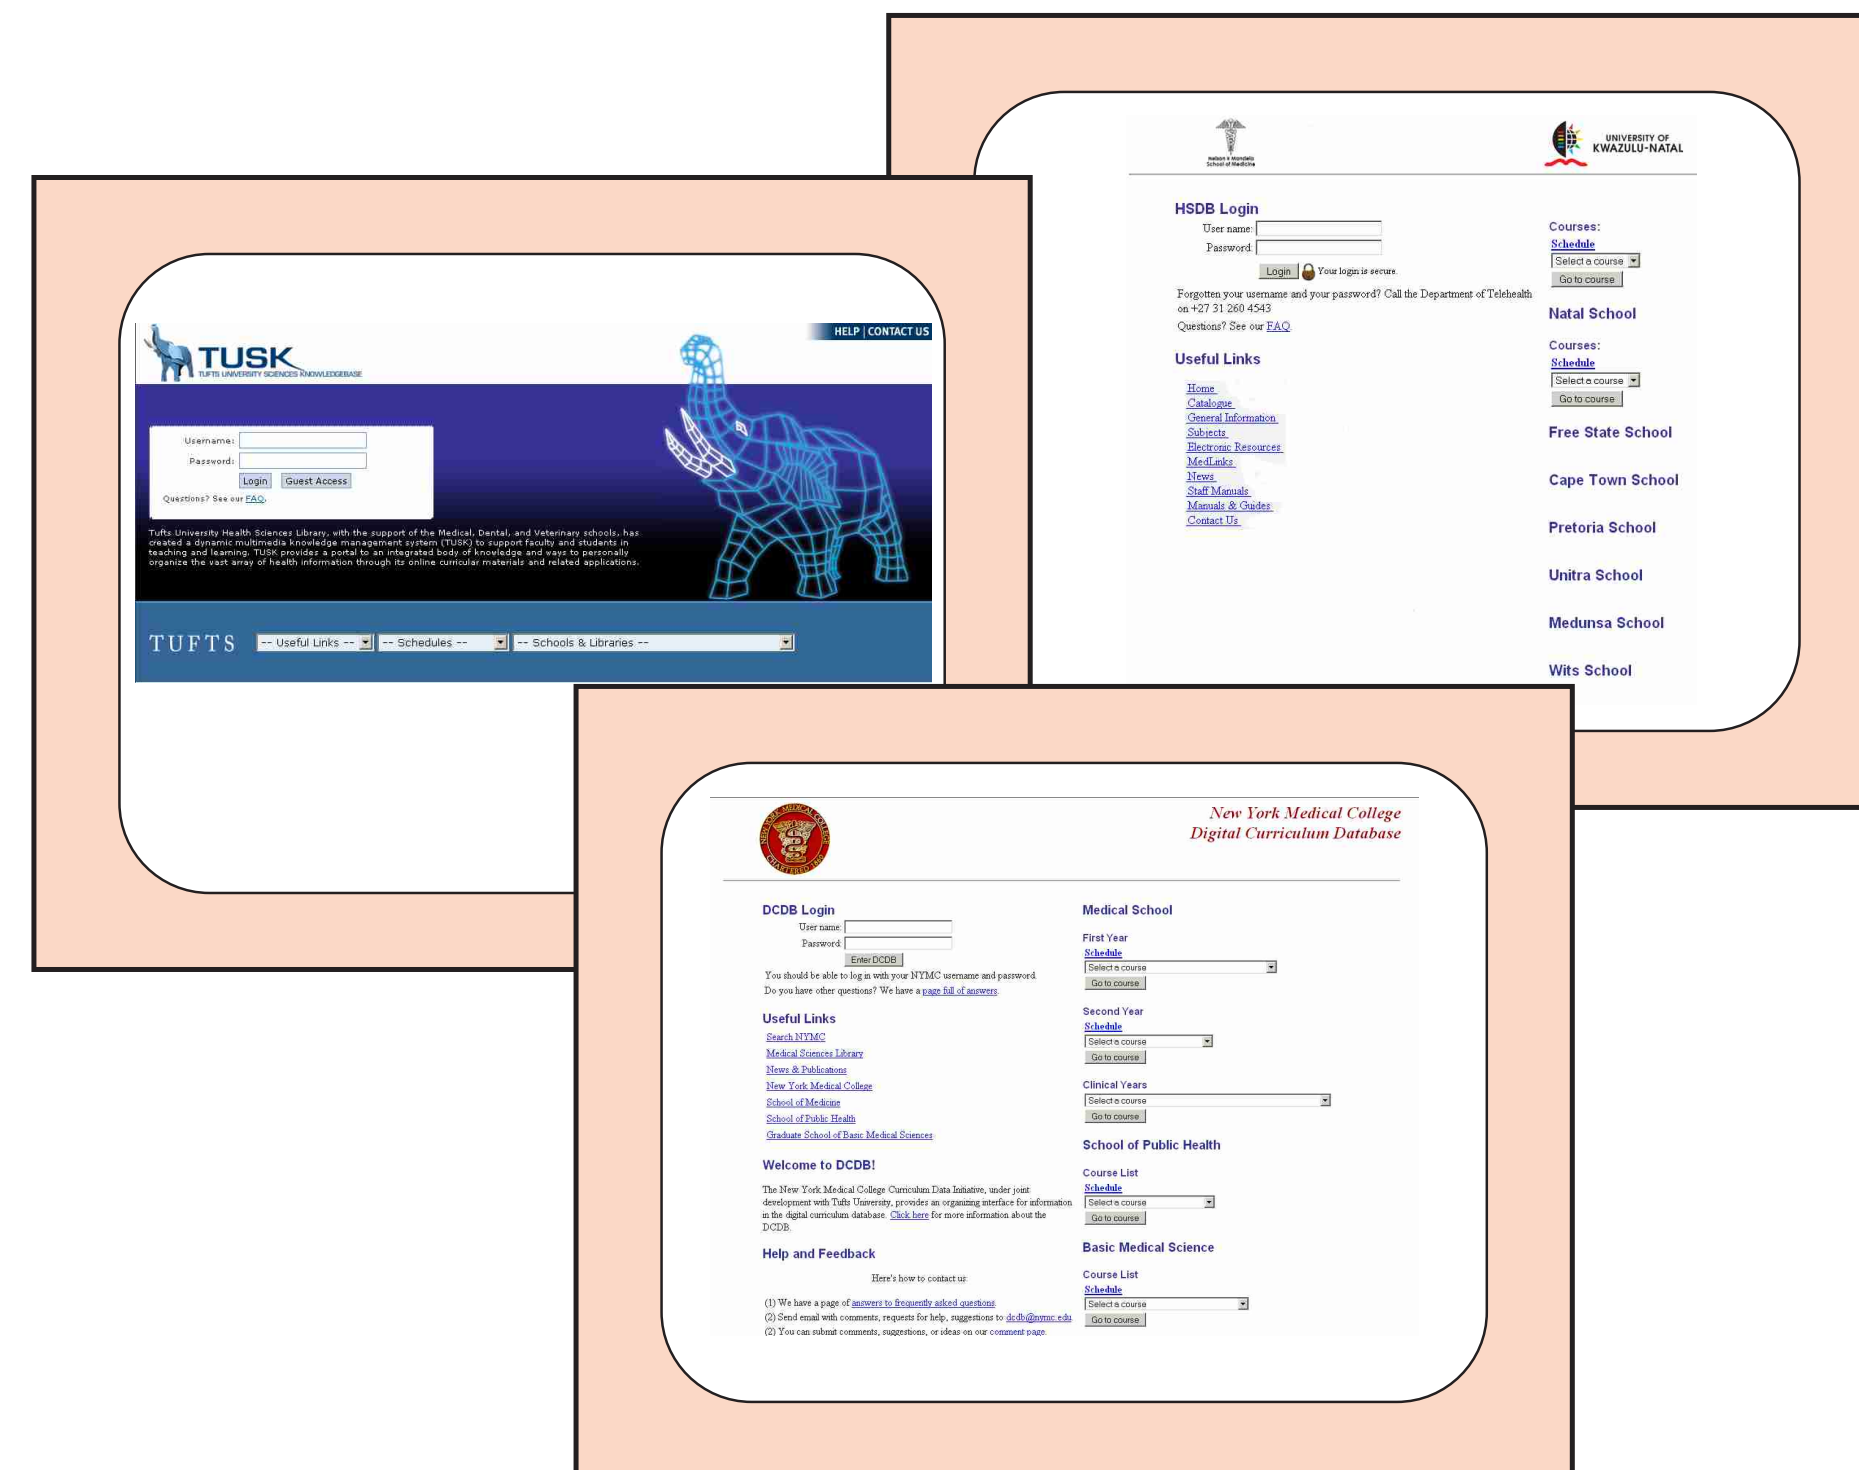 HELP | CONTACT US
TUSK
TUFTS UNIVERSITY SCIENCES KNOWLEDGEBASE
Username:
Password:
Login Guest Access
Questions? See our FAQ.
Tufts University Health Sciences Library, with the support of the Medical, Dental, and Veterinary schools, has
created a dynamic multimedia knowledge management system (TUSK) to support faculty and students in
teaching and learning. TUSK provides a portal to an integrated body of knowledge and ways to personally
organize the vast array of health information through its online curricular materials and related applications.
TUFTS -- Useful Links -- -- Schedules -- -- Schools & Libraries --
Nelson R Mandela
School of Medicine
UNIVERSITY OF
KWAZULU-NATAL
HSDB Login
User name:
Password:
Login Your login is secure.
Forgotten your username and your password? Call the Department of Telehealth
on +27 31 260 4543
Questions? See our FAQ.
Useful Links
Home
Catalogue
General Information
Subjects
Electronic Resources
MedLinks
News
Staff Manuals
Manuals & Guides
Contact Us
Courses:
Schedule
Select a course
Go to course
Natal School
Courses:
Schedule
Select a course
Go to course
Free State School
Cape Town School
Pretoria School
Unitra School
Medunsa School
Wits School
NEW YORK MEDICAL COLLEGE
CHARTERED 1860
New York Medical College
Digital Curriculum Database
DCDB Login
User name:
Password:
Enter DCDB
You should be able to log in with your NYMC username and password.
Do you have other questions? We have a page full of answers.
Useful Links
Search NYMC
Medical Sciences Library
News & Publications
New York Medical College
School of Medicine
School of Public Health
Graduate School of Basic Medical Sciences
Welcome to DCDB!
The New York Medical College Curriculum Data Initiative, under joint
development with Tufts University, provides an organizing interface for information
in the digital curriculum database. Click here for more information about the
DCDB.
Help and Feedback
Here's how to contact us:
(1) We have a page of answers to frequently asked questions.
(2) Send email with comments, requests for help, suggestions to dcdb@nymc.edu.
(2) You can submit comments, suggestions, or ideas on our comment page.
Medical School
First Year
Schedule
Select a course
Go to course
Second Year
Schedule
Select a course
Go to course
Clinical Years
Select a course
Go to course
School of Public Health
Course List
Schedule
Select a course
Go to course
Basic Medical Science
Course List
Schedule
Select a course
Go to course